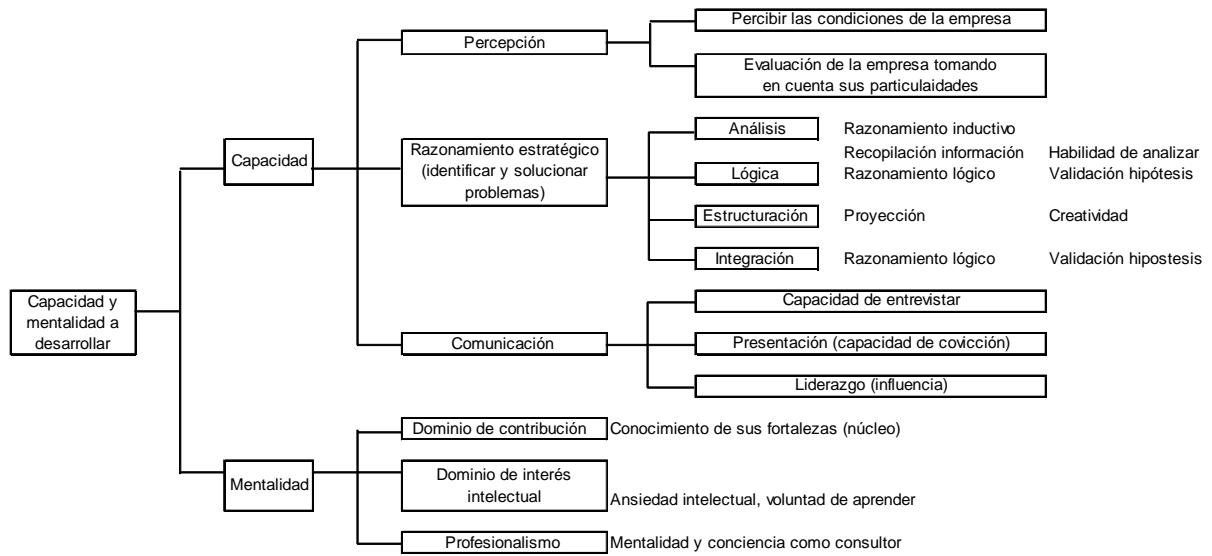 Percibir las condiciones de la empresa
Percepción
Evaluación de la empresa tomando
en cuenta sus particulaidades
Análisis Razonamiento inductivo
Capacidad
Razonamiento estratégico
(identificar y solucionar
problemas)
Recopilación información Habilidad de analizar
Lógica Razonamiento lógico Validación hipótesis
Estructuración Proyección Creatividad
Integración Razonamiento lógico Validación hipostesis
Capacidad y
mentalidad a
desarrollar
Capacidad de entrevistar
Comunicación
Presentación (capacidad de covicción)
Liderazgo (influencia)
Dominio de contribución Conocimiento de sus fortalezas (núcleo)
Mentalidad
Dominio de interés
intelectual
Ansiedad intelectual, voluntad de aprender
Profesionalismo Mentalidad y conciencia como consultor